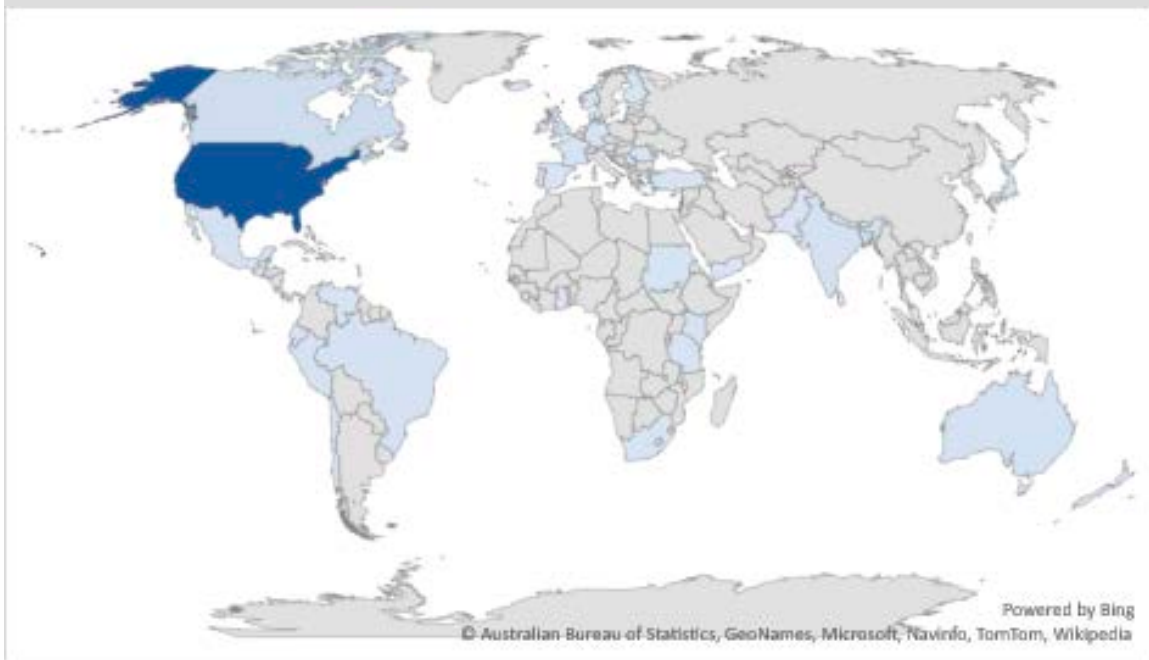 Powered by Bing
© Australian Bureau of Statistics, GeoNames, Microsoft, Navinfo, TomTom, Wikipedia